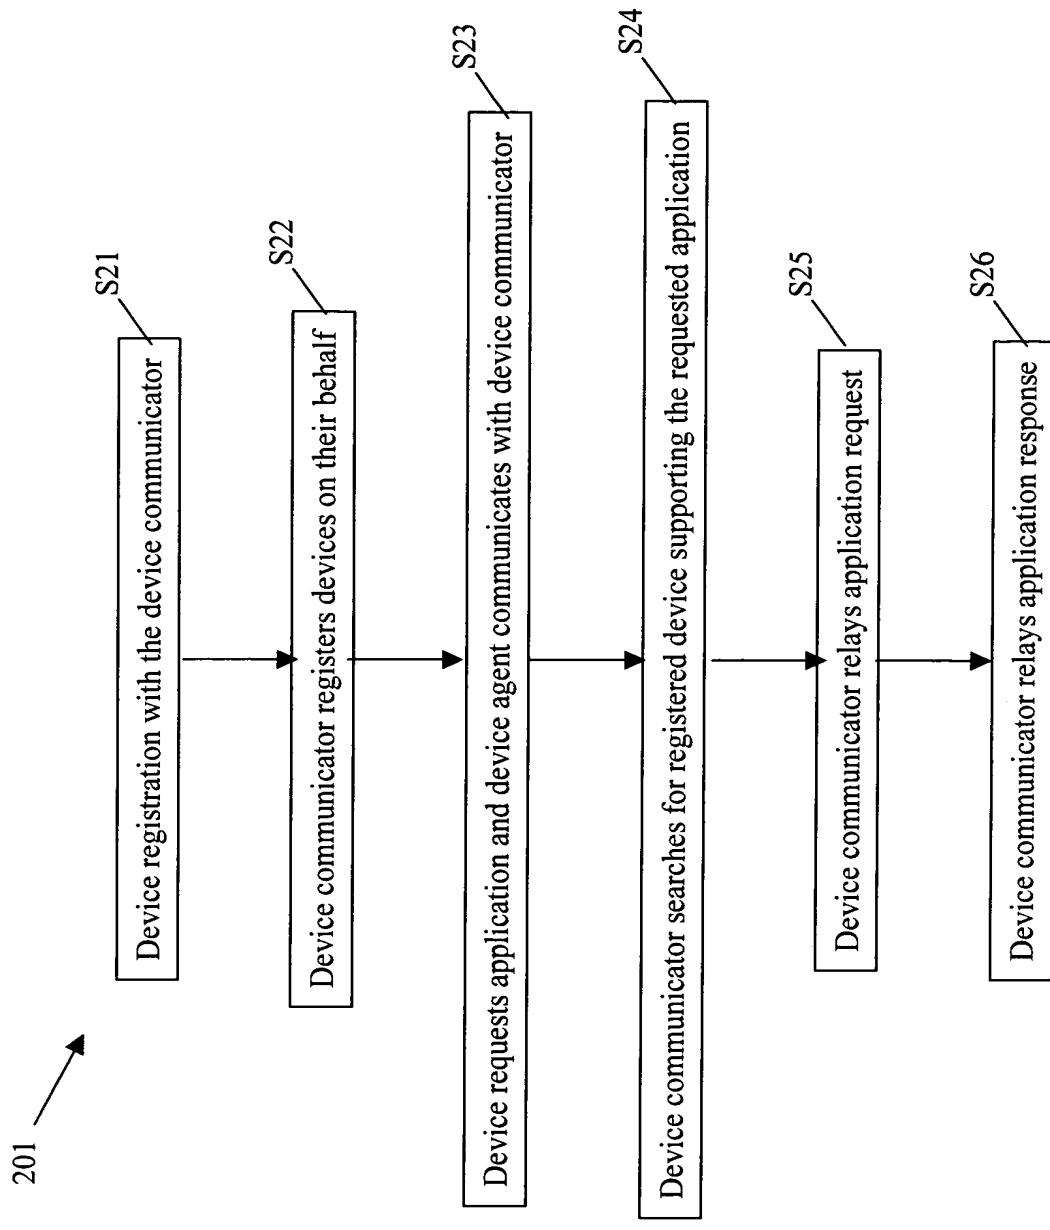 201
Device registration with the device communicator
S21
Device communicator registers devices on their behalf
S22
Device requests application and device agent communicates with device communicator
S23
Device communicator searches for registered device supporting the requested application
S24
Device communicator relays application request
S25
Device communicator relays application response
S26